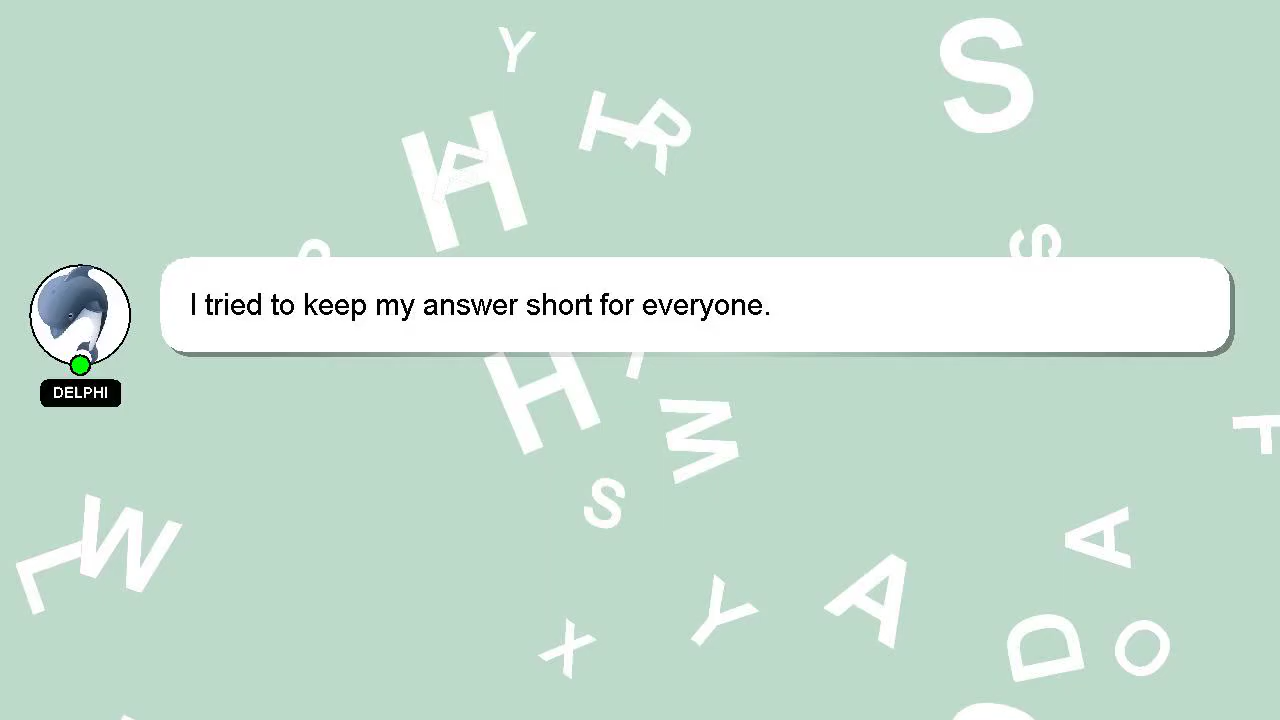 Y
S
T
R
H
A
S
I tried to keep my answer short for everyone.
DELPHI
H
W
S
W
L
A
A
Y
X
D
O